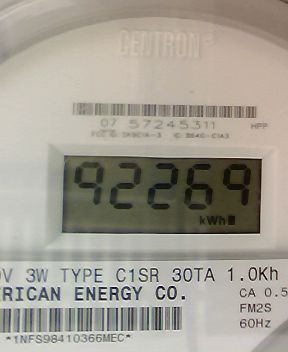 CENTRON®
07 57245311 HPP
92269
kWh
V 3W TYPE C1SR 30TA 1.0Kh
ERICAN ENERGY CO. CA 0.5
FM2S
*1NFS98410366MEC* 60Hz